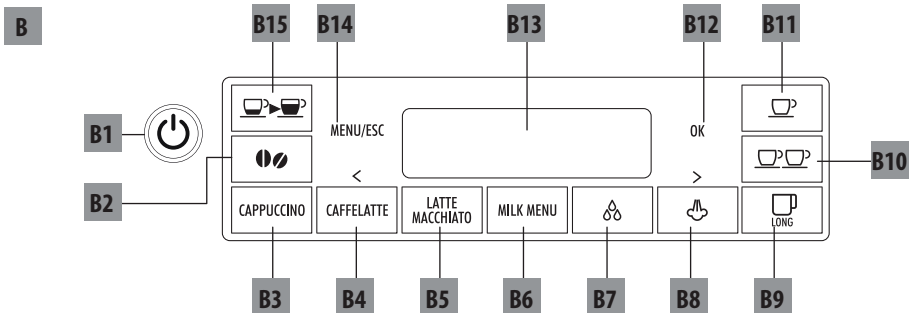 B
B15 B14 B13 B12 B11
B1
MENU/ESC
OK
B10
B2
< >
CAPPUCCINO CAFFELATTE LATTE MACCHIATO MILK MENU LONG
B3 B4 B5 B6 B7 B8 B9